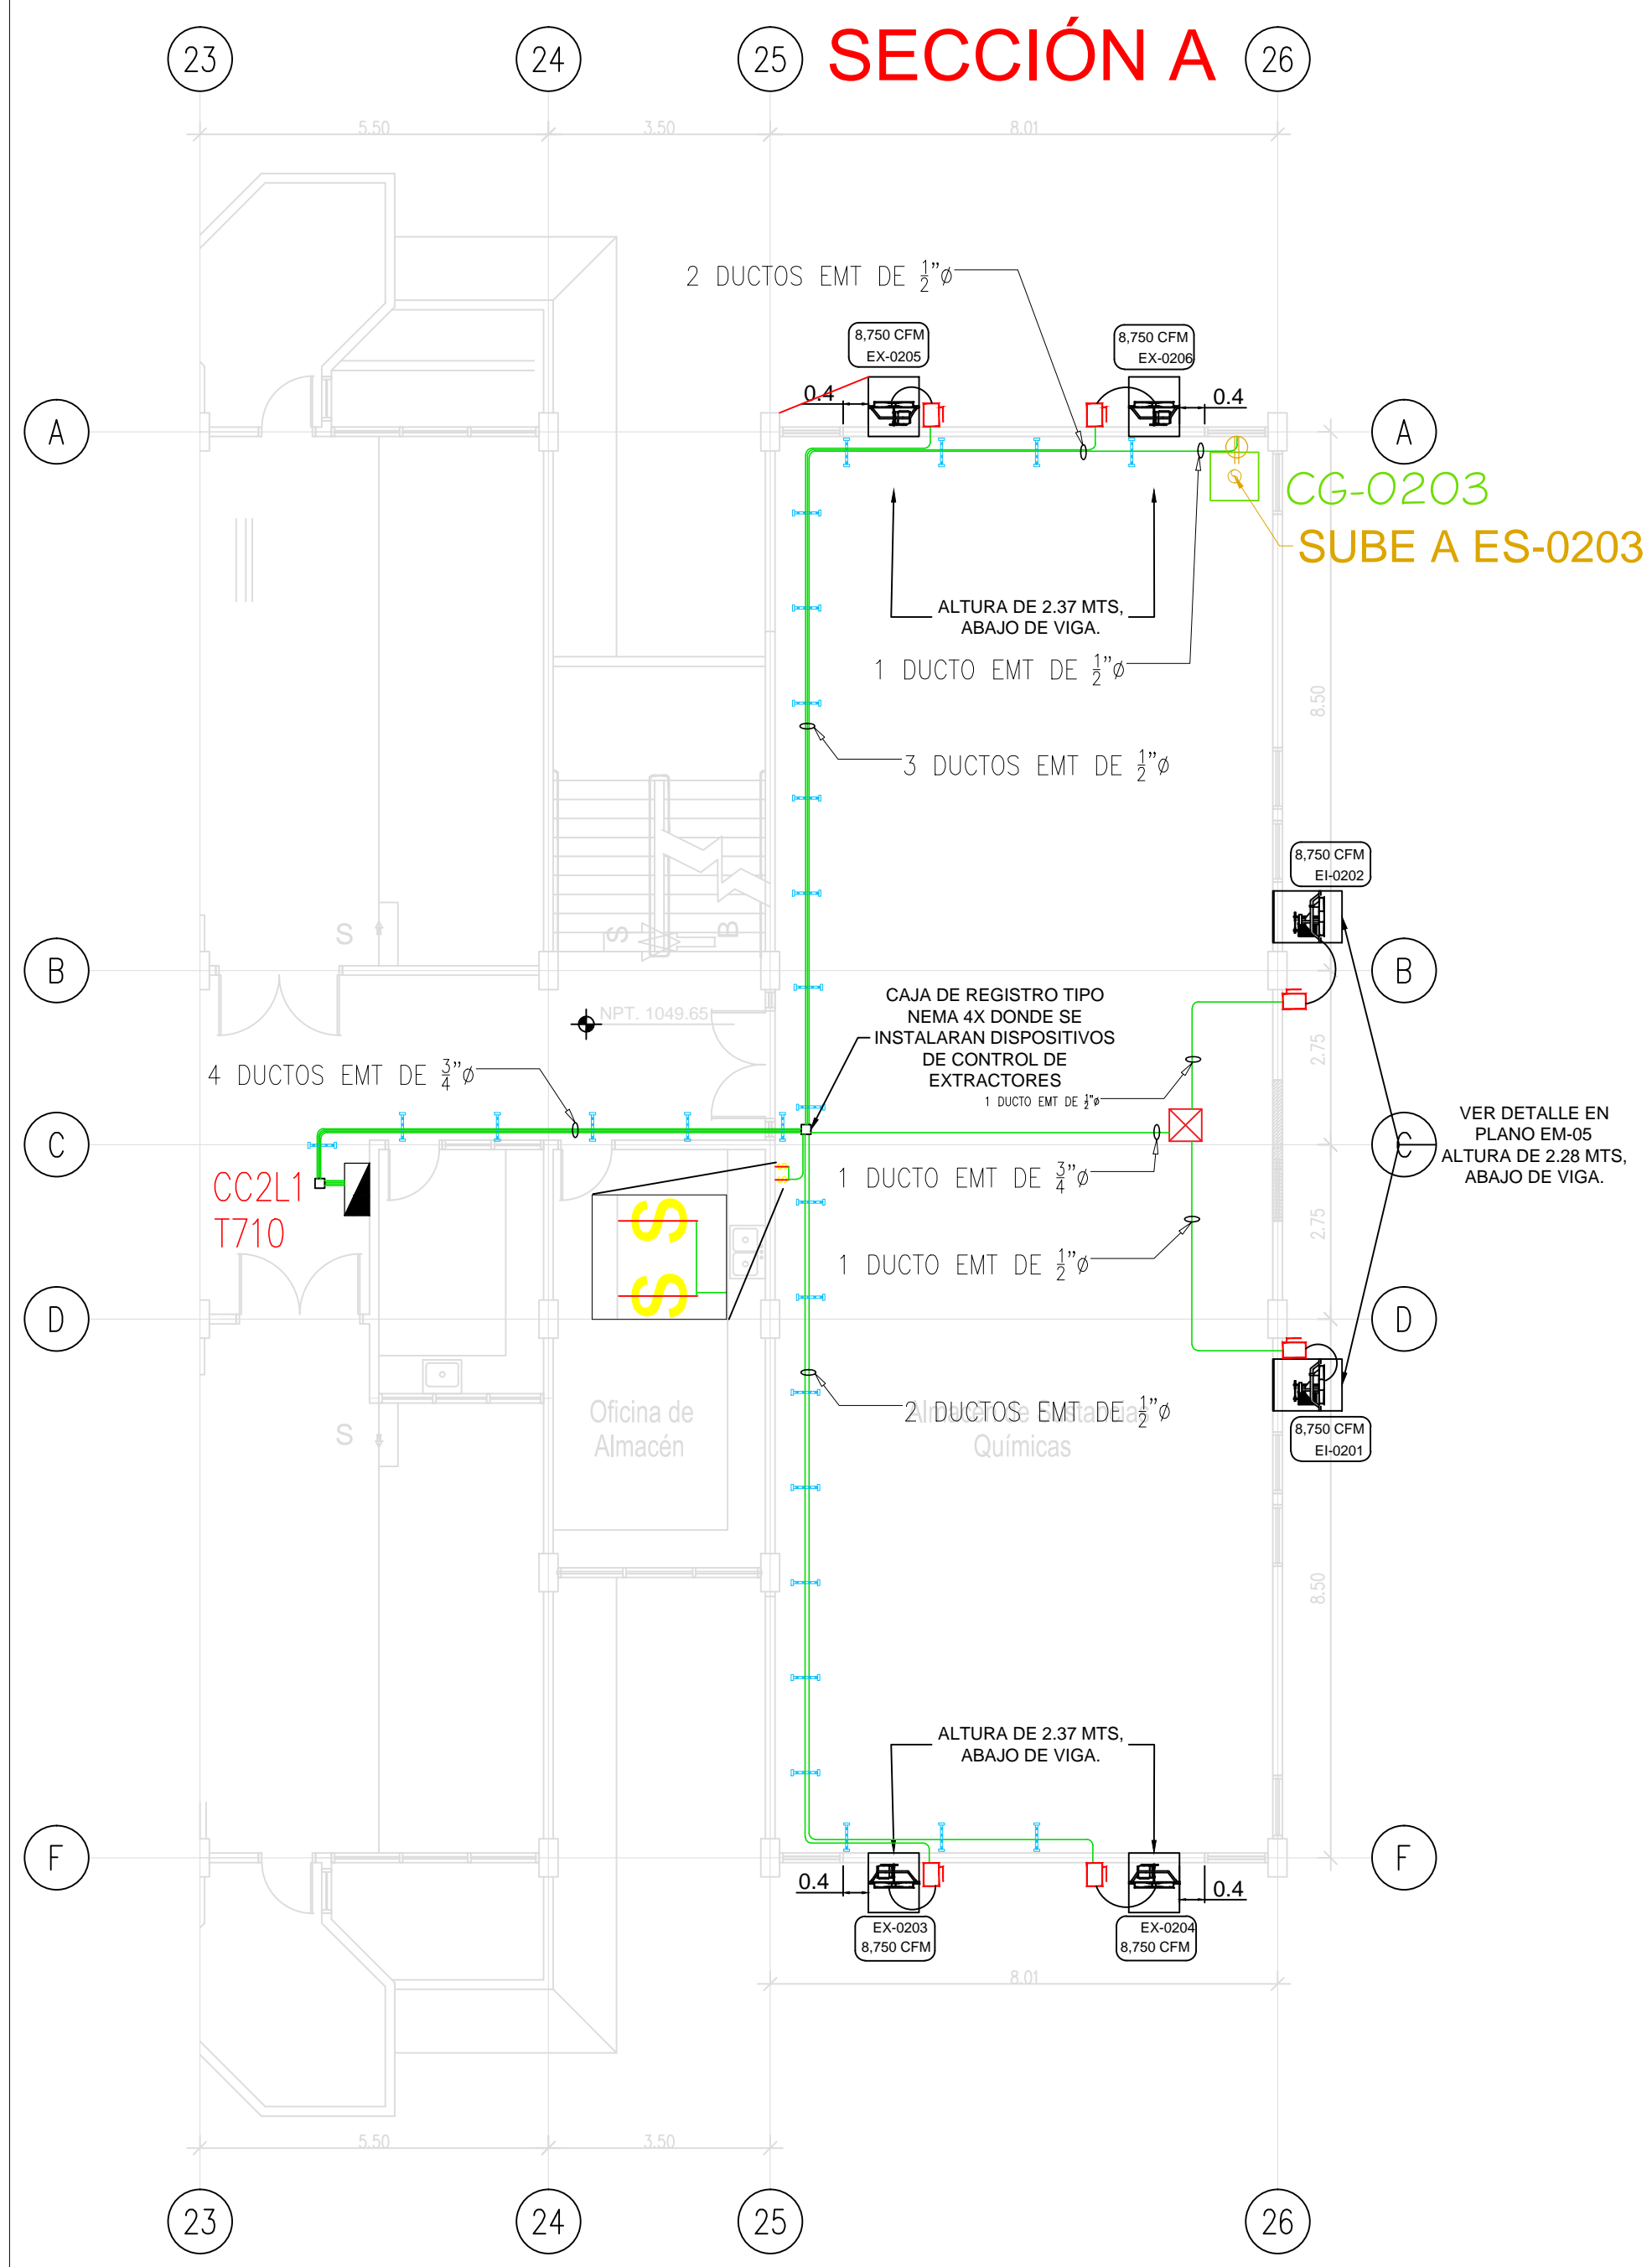 23
24
25
SECCIÓN A
26
5.50
3.50
8.01
2 DUCTOS EMT DE 1/2"ø
8,750 CFM
EX-0205
8,750 CFM
EX-0206
0.4
0.4
A
A
CG-0203
SUBE A ES-0203
ALTURA DE 2.37 MTS,
ABAJO DE VIGA.
1 DUCTO EMT DE 1/2"ø
8.50
3 DUCTOS EMT DE 1/2"ø
8,750 CFM
EI-0202
S
S
B
B
B
CAJA DE REGISTRO TIPO
NEMA 4X DONDE SE
INSTALARAN DISPOSITIVOS
DE CONTROL DE
EXTRACTORES
NPT. 1049.65
2.75
4 DUCTOS EMT DE 3/4"ø
1 DUCTO EMT DE 1/2"ø
C
C
VER DETALLE EN
PLANO EM-05
ALTURA DE 2.28 MTS,
ABAJO DE VIGA.
CC2L1
T710
1 DUCTO EMT DE 3/4"ø
S
S
S S
S S
2.75
1 DUCTO EMT DE 1/2"ø
D
D
Oficina de
Almacén
2 DUCTOS EMT DE 1/2"ø
Almacén de Sustancias
Químicas
S
8,750 CFM
EI-0201
8.50
ALTURA DE 2.37 MTS,
ABAJO DE VIGA.
F
F
0.4
0.4
EX-0203
8,750 CFM
EX-0204
8,750 CFM
8.01
5.50
3.50
23
24
25
26